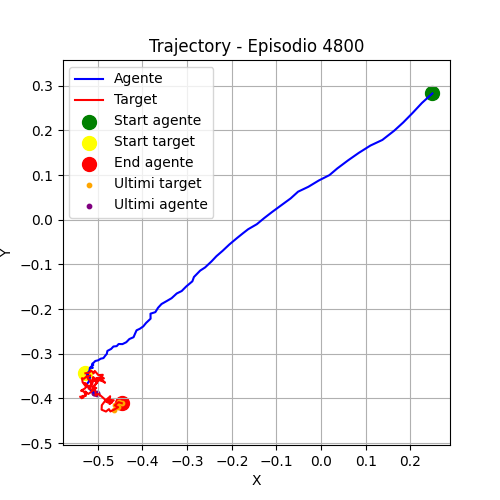 Trajectory - Episodio 4800
Agente
Target
Start agente
Start target
End agente
Ultimi target
Ultimi agente
0.3
0.2
0.1
0.0
−0.1
−0.2
−0.3
−0.4
−0.5
Y
−0.5 −0.4 −0.3 −0.2 −0.1 0.0 0.1 0.2
X